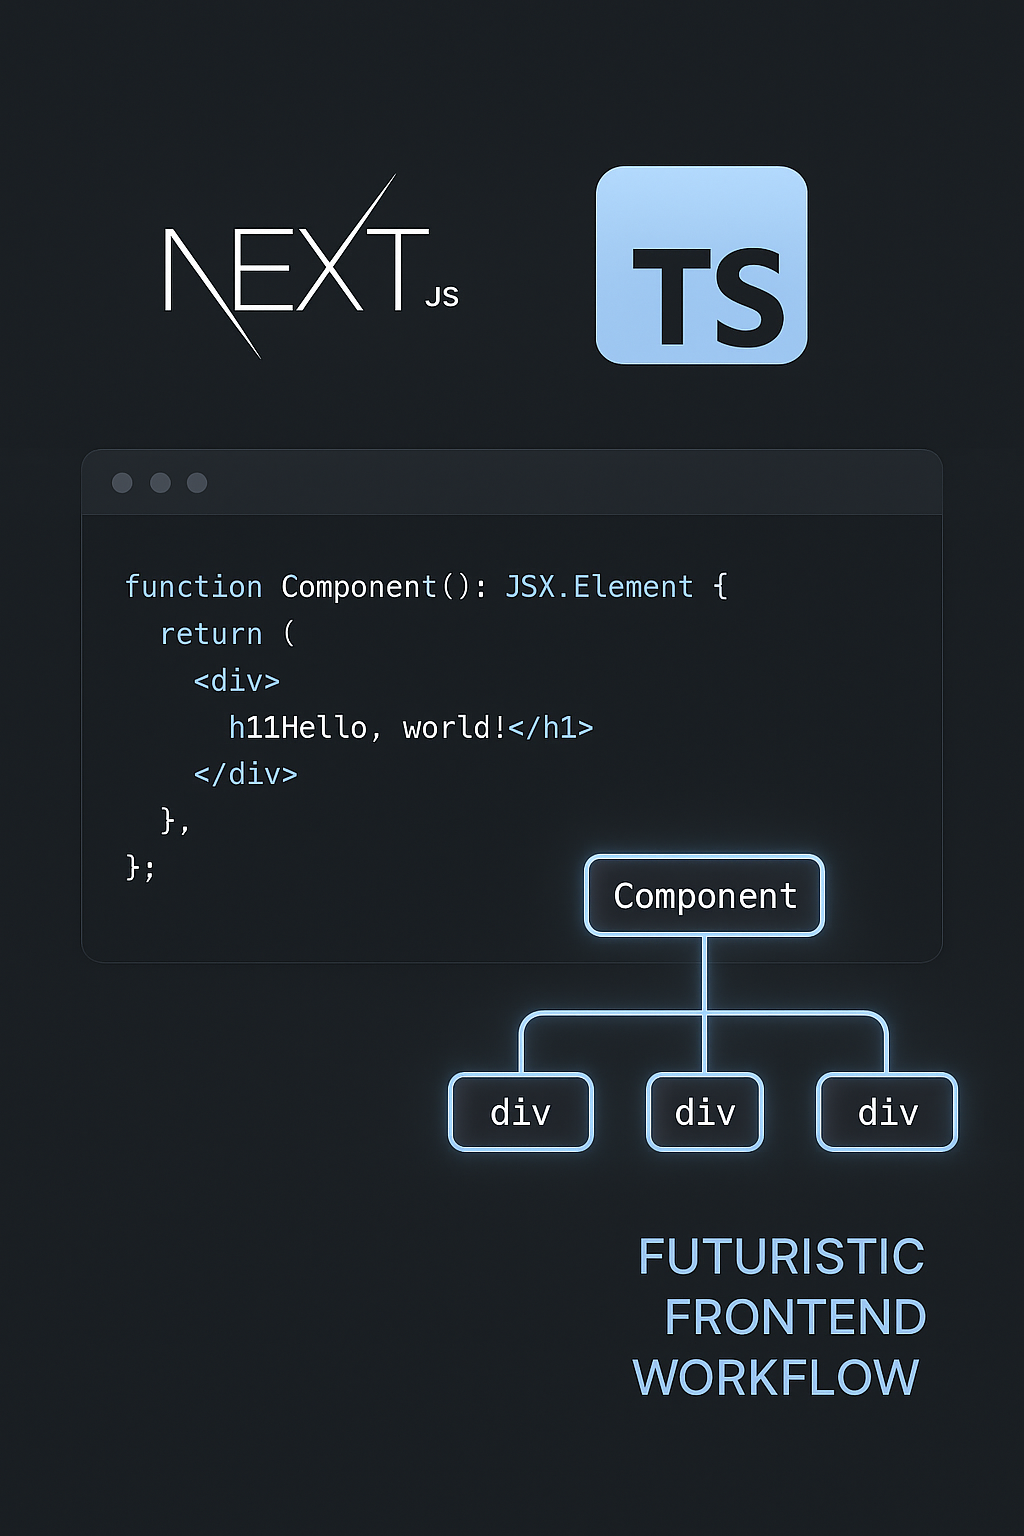 NEXT.JS
TS
function Component(): JSX.Element {
  return (
    <div>
      h11Hello, world!</h1>
    </div>
  },
};
Component
div div div
FUTURISTIC
FRONTEND
WORKFLOW